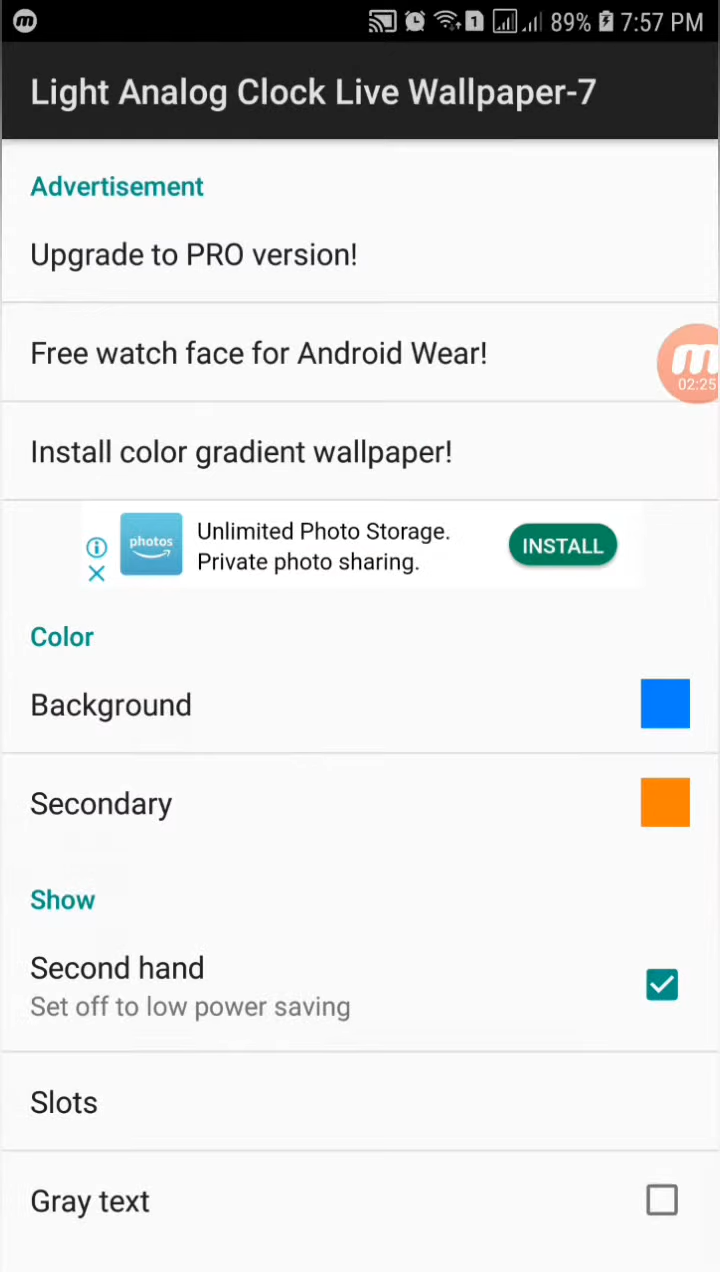 m 1 89% 7:57 PM
Light Analog Clock Live Wallpaper-7
Advertisement
Upgrade to PRO version!
Free watch face for Android Wear!
m
02:25
Install color gradient wallpaper!
photos
Unlimited Photo Storage.
Private photo sharing.
INSTALL
Color
Background
Secondary
Show
Second hand
Set off to low power saving
Slots
Gray text